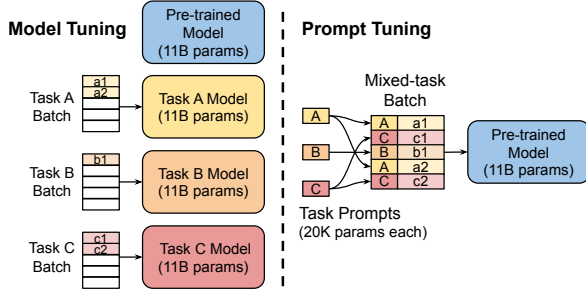 Model Tuning
Pre-trained
Model
(11B params)
a1
a2
Task A
Batch
Task A Model
(11B params)
b1
Task B
Batch
Task B Model
(11B params)
c1
c2
Task C
Batch
Task C Model
(11B params)
Prompt Tuning
Mixed-task
Batch
A
B
C
A a1
C c1
B b1
A a2
C c2
Task Prompts
(20K params each)
Pre-trained
Model
(11B params)